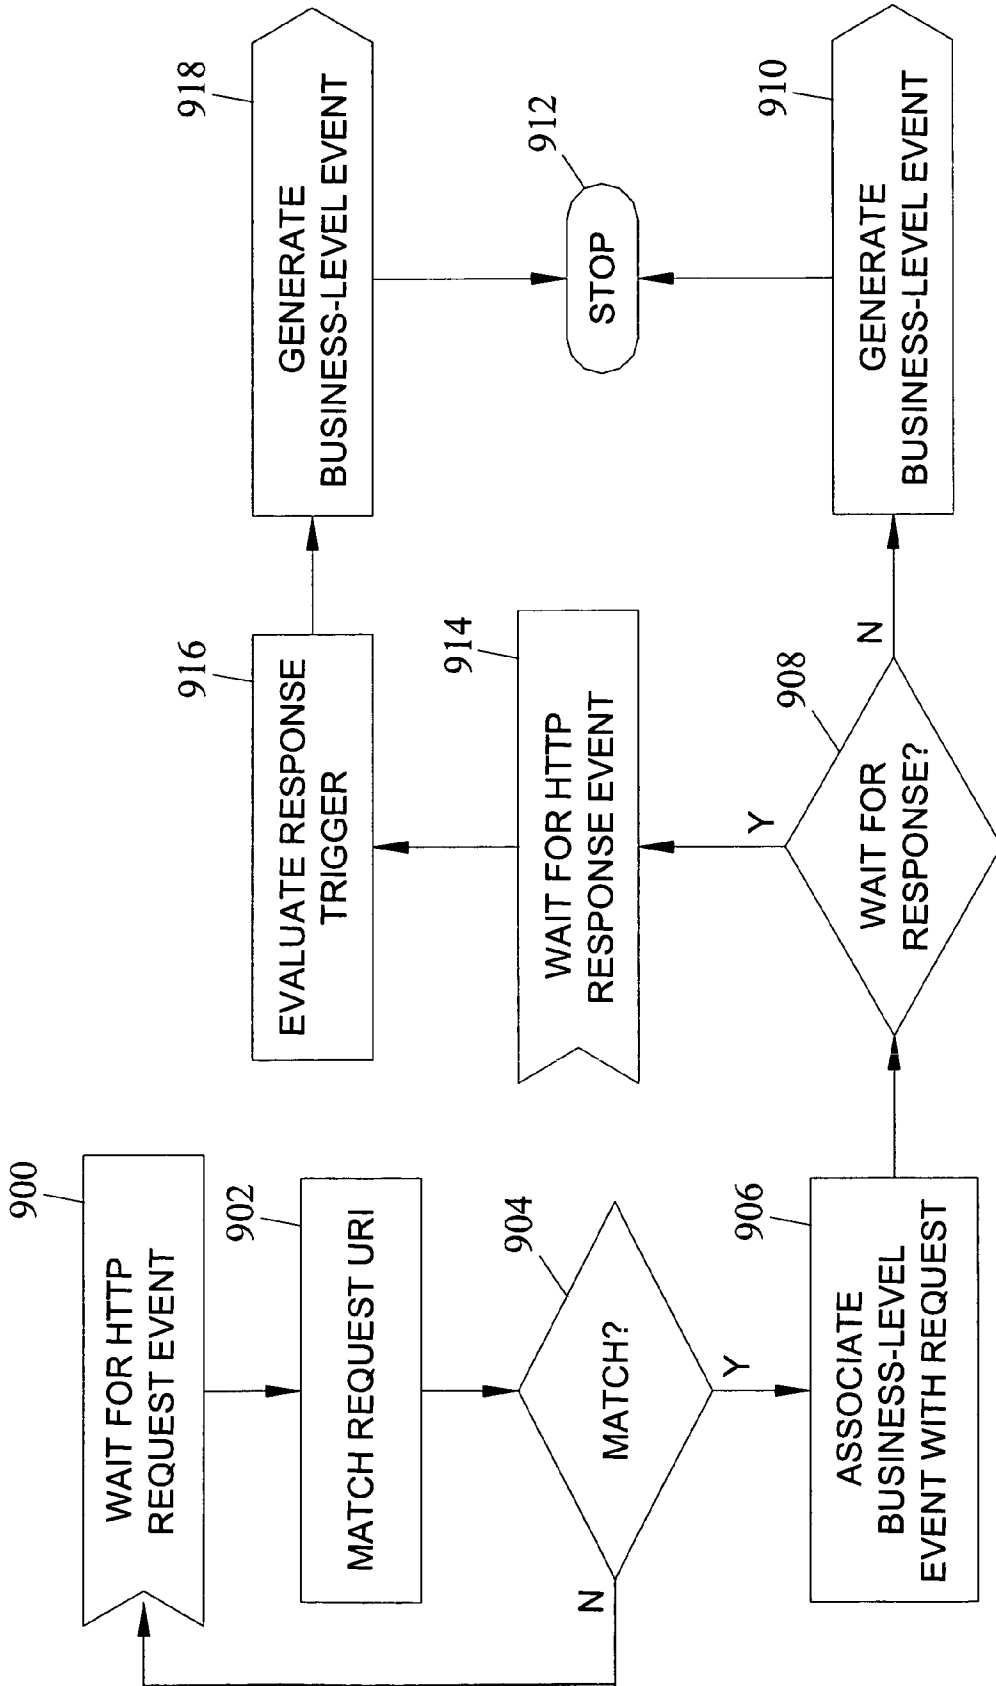 900
WAIT FOR HTTP
REQUEST EVENT
902
MATCH REQUEST URI
904
MATCH?
N
Y
906
ASSOCIATE
BUSINESS-LEVEL
EVENT WITH REQUEST
908
WAIT FOR
RESPONSE?
Y
N
914
WAIT FOR HTTP
RESPONSE EVENT
916
EVALUATE RESPONSE
TRIGGER
918
GENERATE
BUSINESS-LEVEL EVENT
912
STOP
910
GENERATE
BUSINESS-LEVEL EVENT